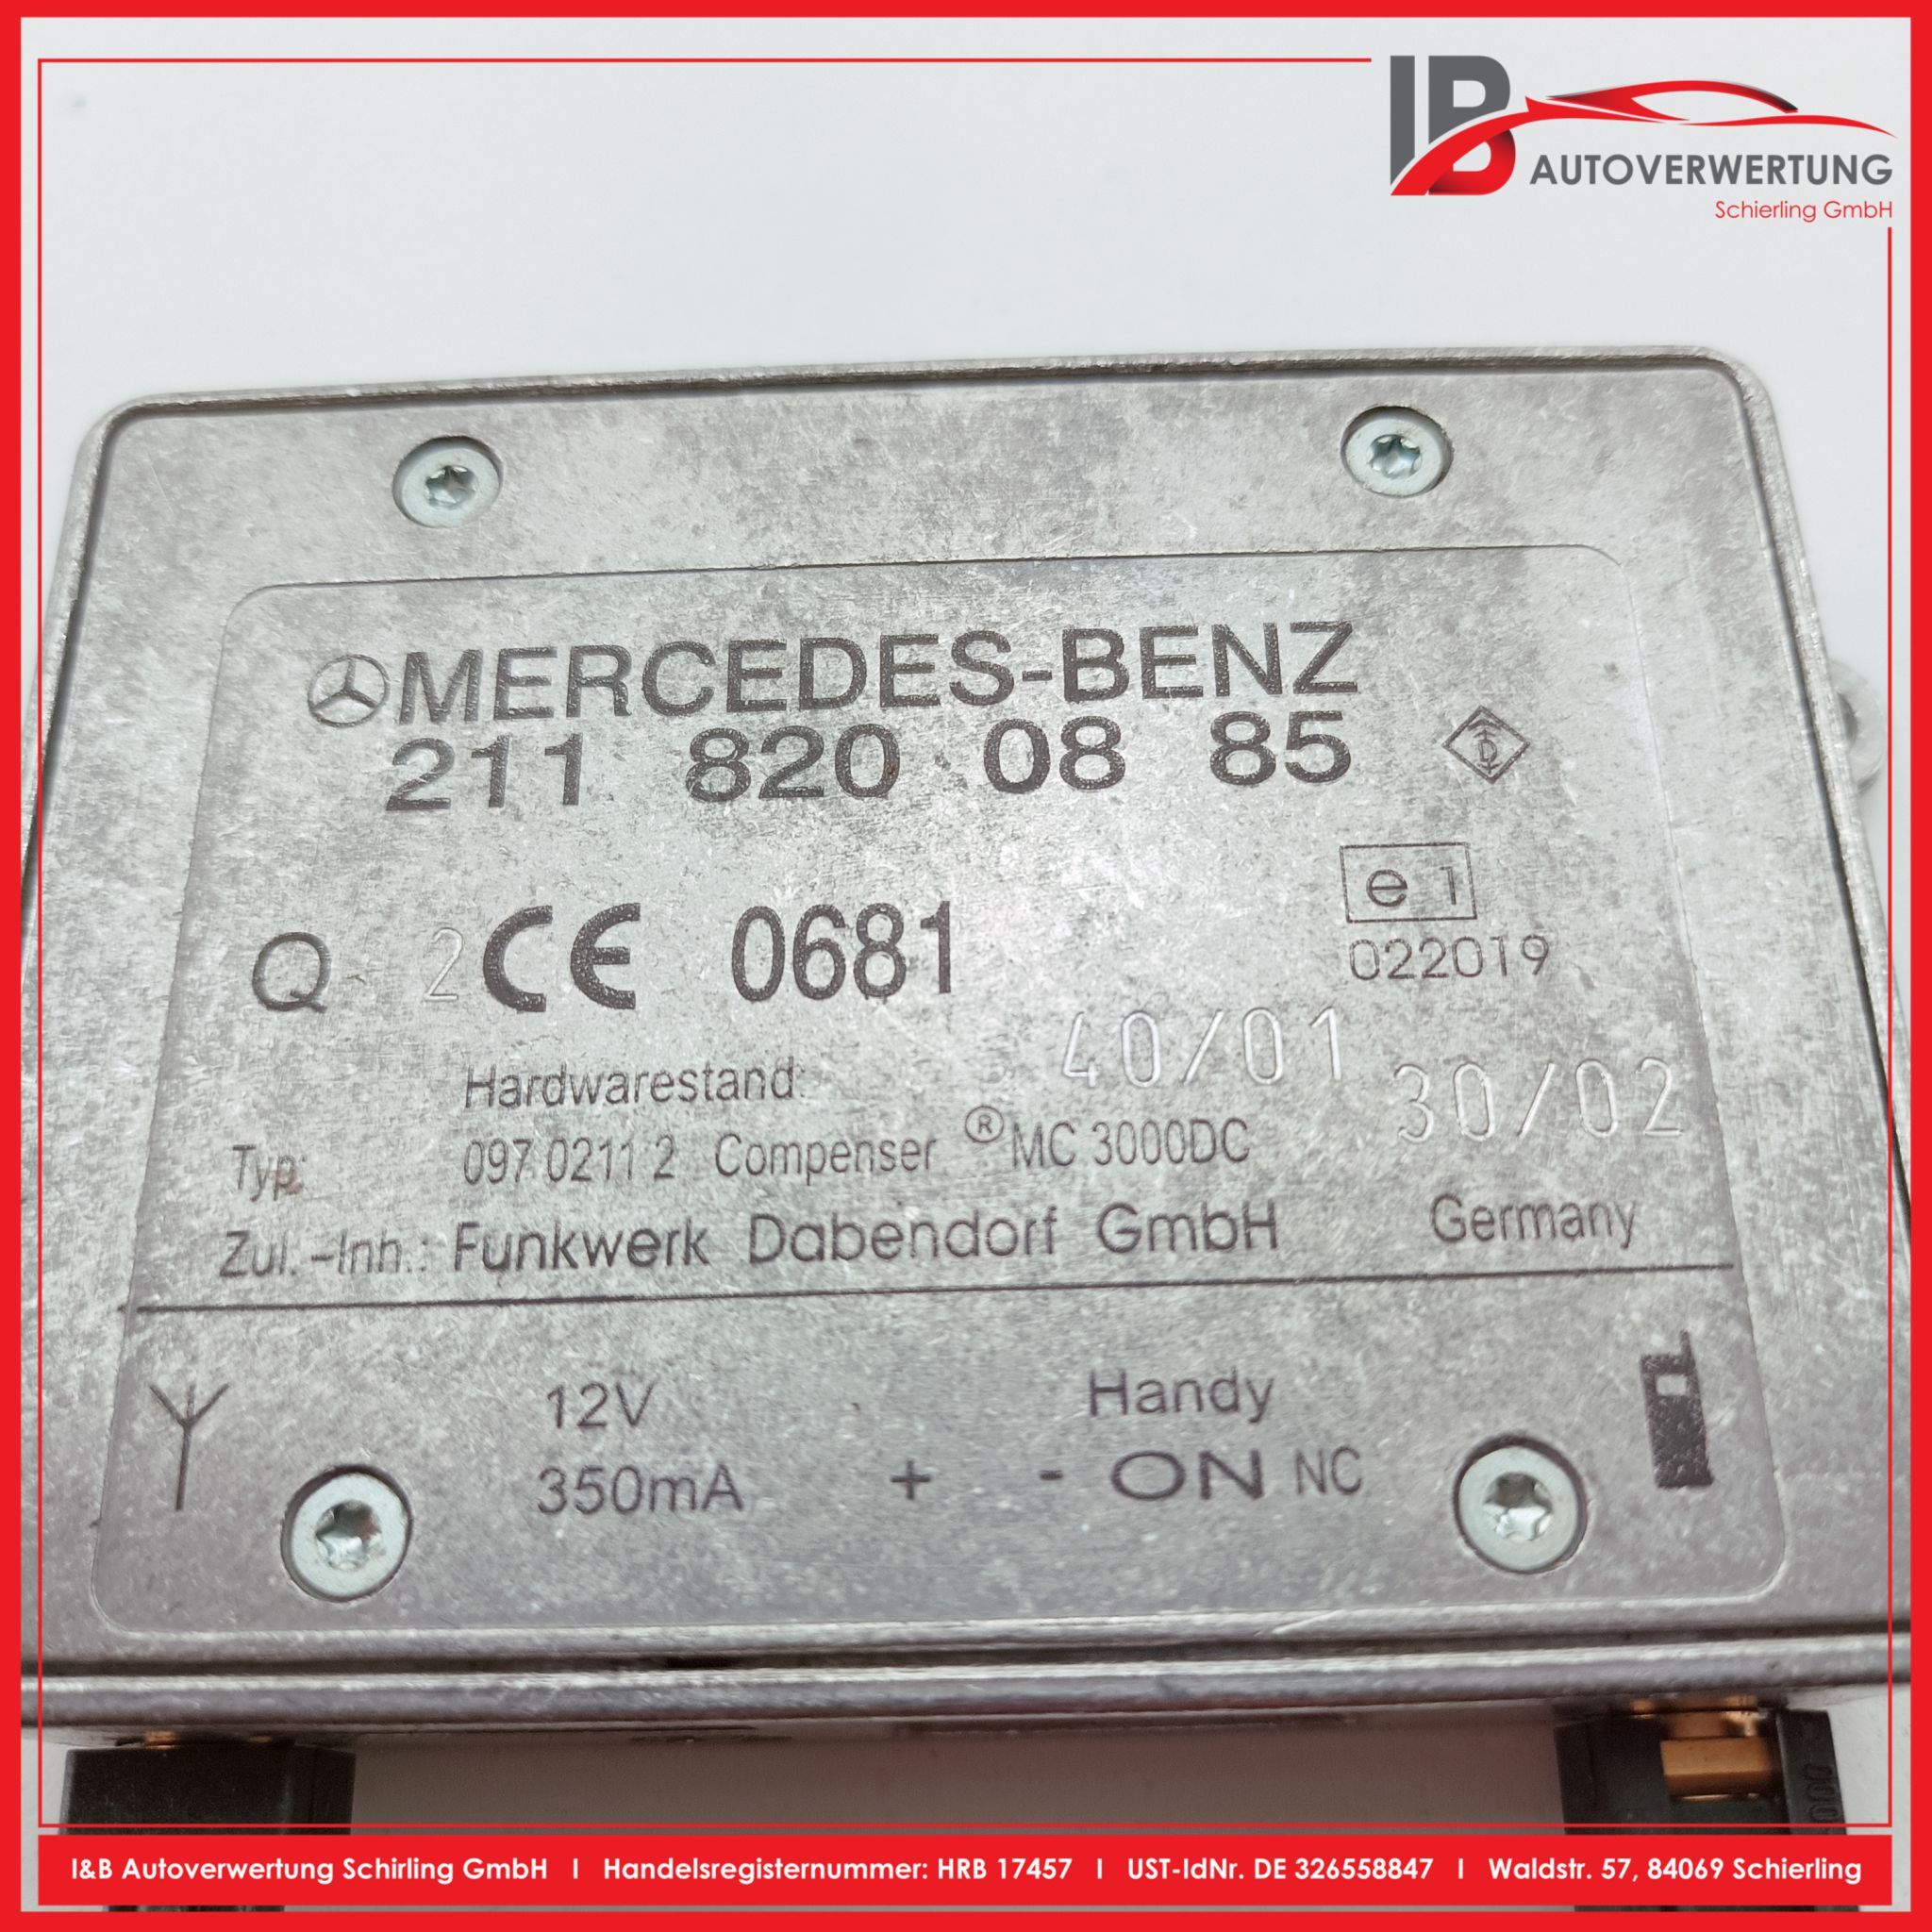 IB
AUTOVERWERTUNG
Schierling GmbH
MERCEDES-BENZ
211 820 08 85
D
e 1
022019
Q 2 CE 0681
Hardwarestand: 40/01 30/02
Typ: 097 0211 2 Compenser ® MC 3000DC
Zul. -Inh.: Funkwerk Dabendorf GmbH Germany
12V Handy
350mA + - ON NC
I&B Autoverwertung Schirling GmbH I Handelsregisternummer: HRB 17457 I UST-IdNr. DE 326558847 I Waldstr. 57, 84069 Schierling